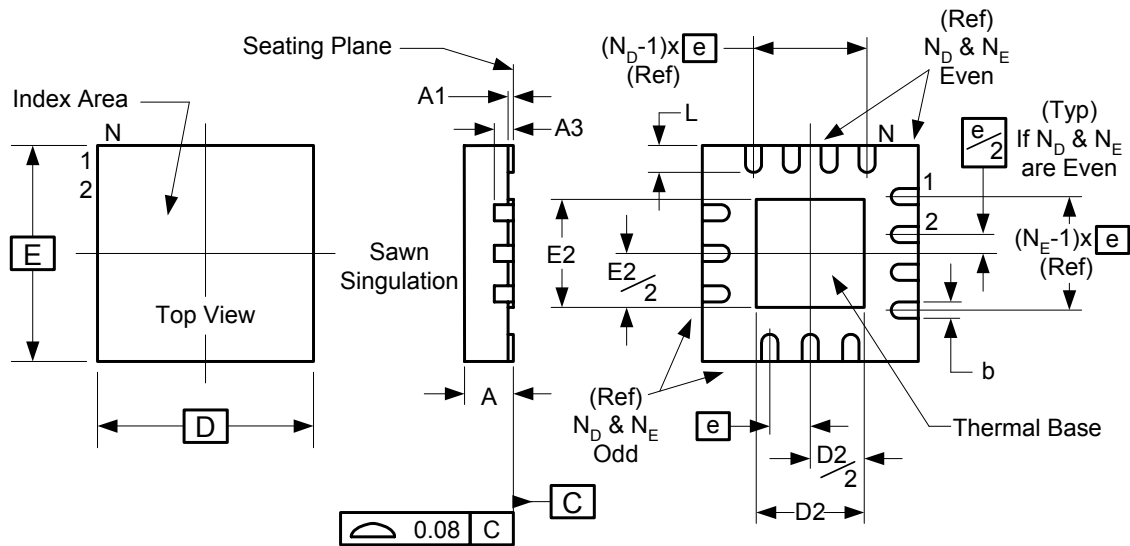 Seating Plane
Index Area
A1
A3
N
1
2
E
Top View
D
Sawn
Singulation
A
C
0.08 C
(N_D-1)x e
(Ref)
(Ref)
N_D & N_E
Even
L
N
e/2
(Typ)
If N_D & N_E
are Even
1
2
(N_E-1)x e
(Ref)
E2
E2/2
b
(Ref)
N_D & N_E
Odd
e
Thermal Base
D2/2
D2